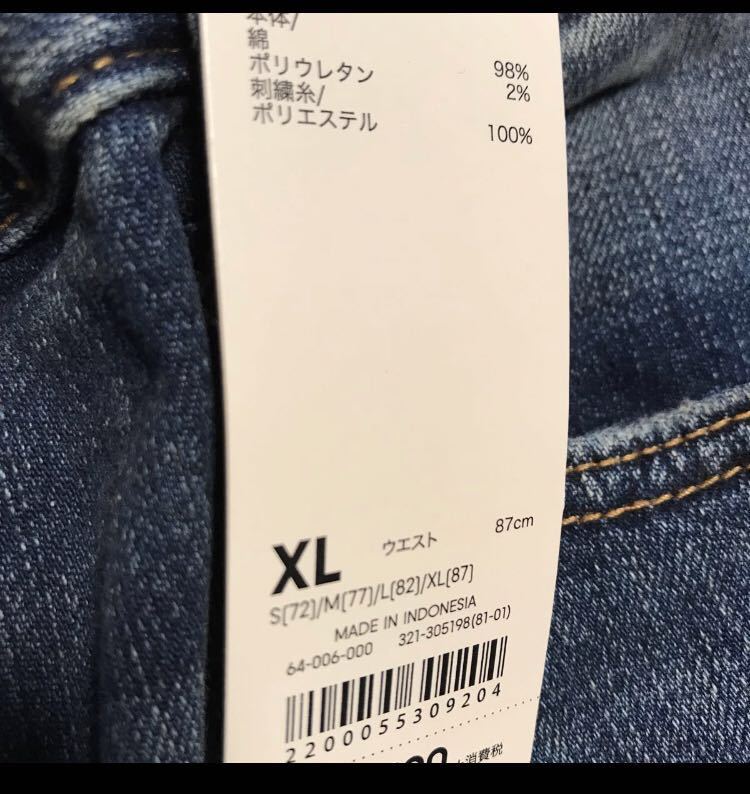 本体/
綿 98%
ポリウレタン 2%
刺繍糸/
ポリエステル 100%
XL ウエスト 87cm
S(72)/M(77)/L(82)/XL(87)
MADE IN INDONESIA
64-006-000 321-305198(81-01)
2200055309204
消費税